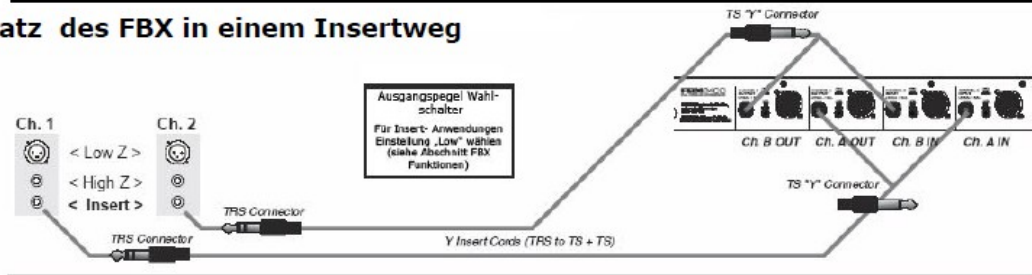 atz des FBX in einem Insertweg
TS "Y" Connector
Ausgangspegel Wahl-
schalter
Für Insert- Anwendungen
Einstellung „Low" wählen
(siehe Abschnitt FBX
Funktionen)
Ch. 1
Ch. 2
< Low Z >
< High Z >
< Insert >
Ch. B OUT
Ch. A OUT
Ch. B IN
Ch. A IN
TS "Y" Connector
TRS Connector
TRS Connector
Y Insert Cords (TRS to TS + TS)